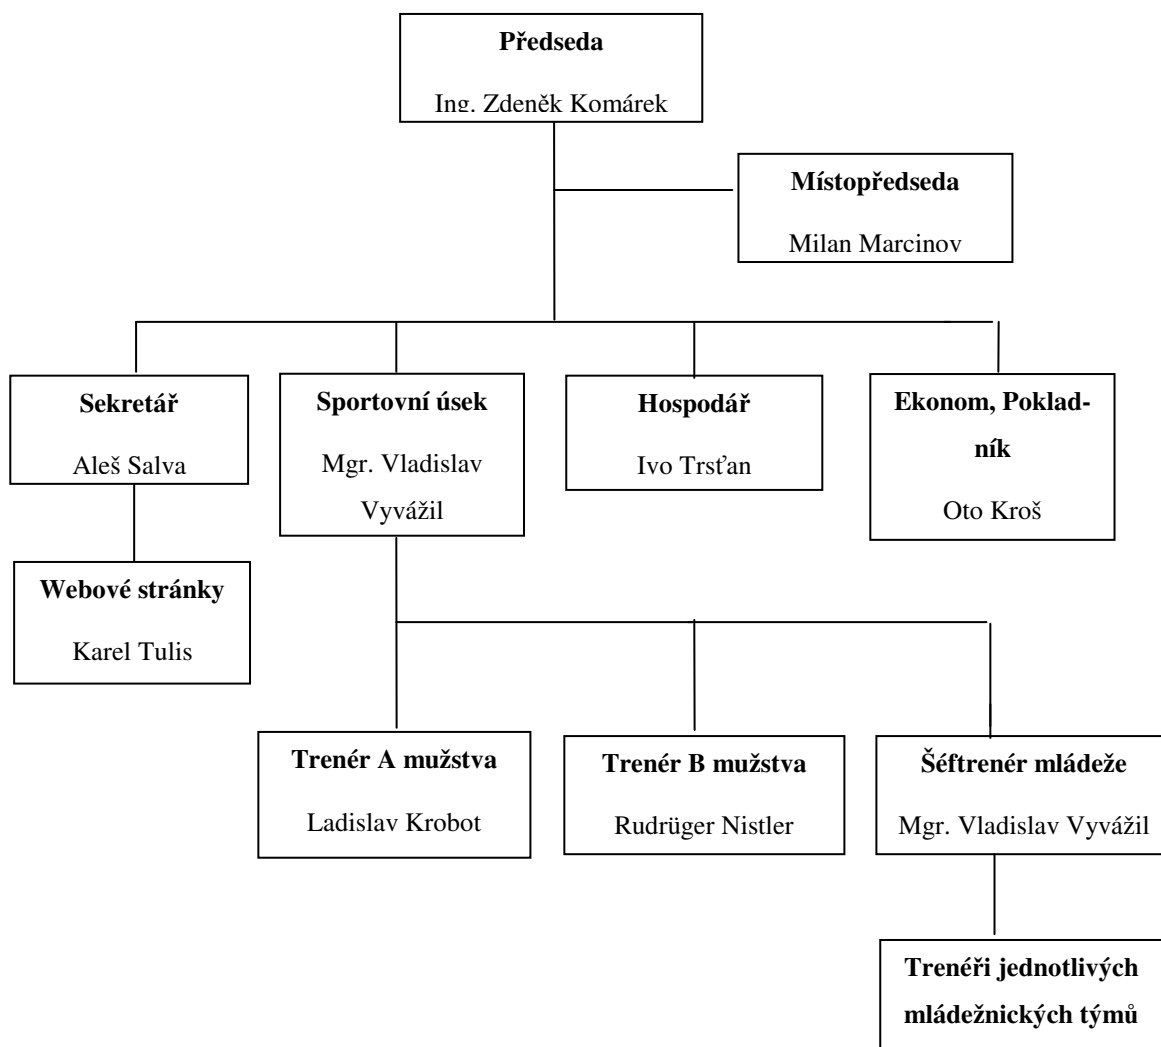 Předseda
Ing. Zdeněk Komárek
Místopředseda
Milan Marcinov
Sekretář
Aleš Salva
Sportovní úsek
Mgr. Vladislav
Vyvážil
Hospodář
Ivo Trsťan
Ekonom, Poklad-
ník
Oto Kroš
Webové stránky
Karel Tulis
Trenér A mužstva
Ladislav Krobot
Trenér B mužstva
Rudrüger Nistler
Šéftrenér mládeže
Mgr. Vladislav Vyvážil
Trenéři jednotlivých
mládežnických týmů